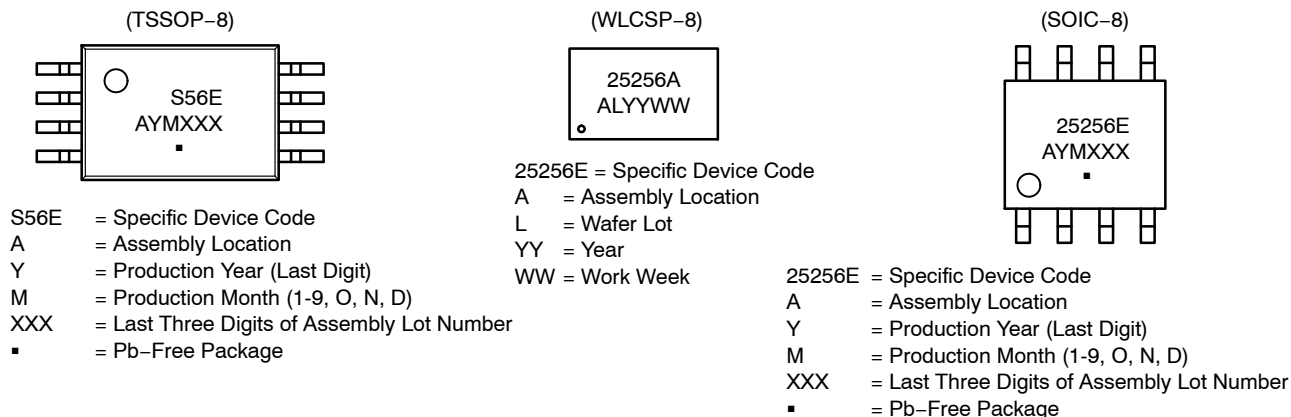 (TSSOP−8)
S56E
AYMXXX
▪
S56E = Specific Device Code
A = Assembly Location
Y = Production Year (Last Digit)
M = Production Month (1-9, O, N, D)
XXX = Last Three Digits of Assembly Lot Number
▪ = Pb−Free Package
(WLCSP−8)
25256A
ALYYWW
25256E = Specific Device Code
A = Assembly Location
L = Wafer Lot
YY = Year
WW = Work Week
(SOIC−8)
25256E
AYMXXX
▪
25256E = Specific Device Code
A = Assembly Location
Y = Production Year (Last Digit)
M = Production Month (1-9, O, N, D)
XXX = Last Three Digits of Assembly Lot Number
▪ = Pb−Free Package